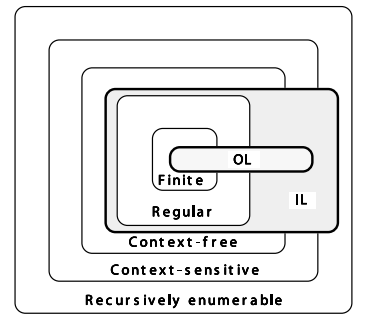 OL
Finite
IL
Regular
Context-free
Context-sensitive
Recursively enumerable